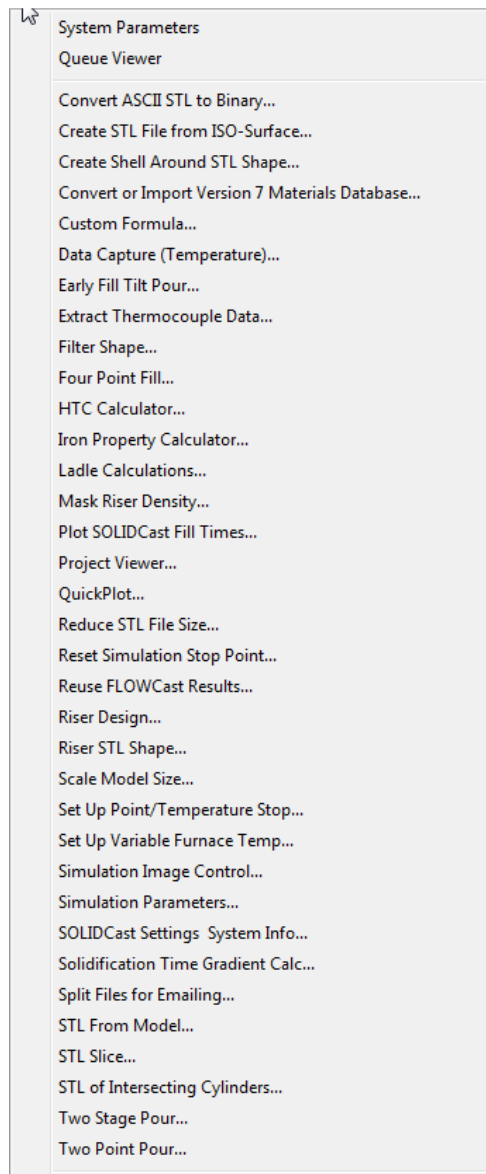 System Parameters
Queue Viewer
Convert ASCII STL to Binary...
Create STL File from ISO-Surface...
Create Shell Around STL Shape...
Convert or Import Version 7 Materials Database...
Custom Formula...
Data Capture (Temperature)...
Early Fill Tilt Pour...
Extract Thermocouple Data...
Filter Shape...
Four Point Fill...
HTC Calculator...
Iron Property Calculator...
Ladle Calculations...
Mask Riser Density...
Plot SOLIDCast Fill Times...
Project Viewer...
QuickPlot...
Reduce STL File Size...
Reset Simulation Stop Point...
Reuse FLOWCast Results...
Riser Design...
Riser STL Shape...
Scale Model Size...
Set Up Point/Temperature Stop...
Set Up Variable Furnace Temp...
Simulation Image Control...
Simulation Parameters...
SOLIDCast Settings  System Info...
Solidification Time Gradient Calc...
Split Files for Emailing...
STL From Model...
STL Slice...
STL of Intersecting Cylinders...
Two Stage Pour...
Two Point Pour...